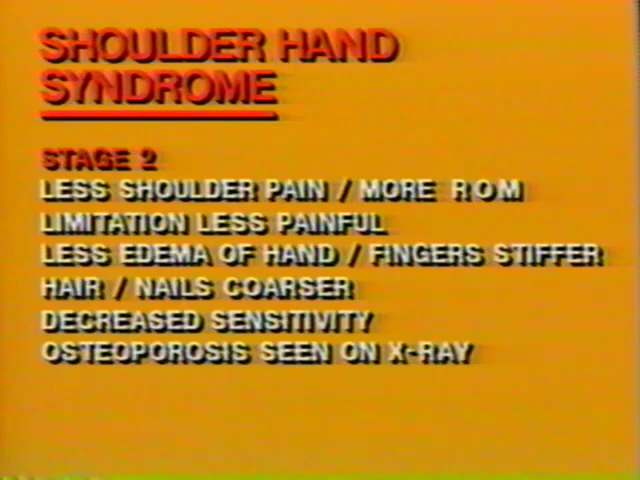 SHOULDER HAND
SYNDROME
STAGE 2
LESS SHOULDER PAIN / MORE R O M
LIMITATION LESS PAINFUL
LESS EDEMA OF HAND / FINGERS STIFFER
HAIR / NAILS COARSER
DECREASED SENSITIVITY
OSTEOPOROSIS SEEN ON X-RAY